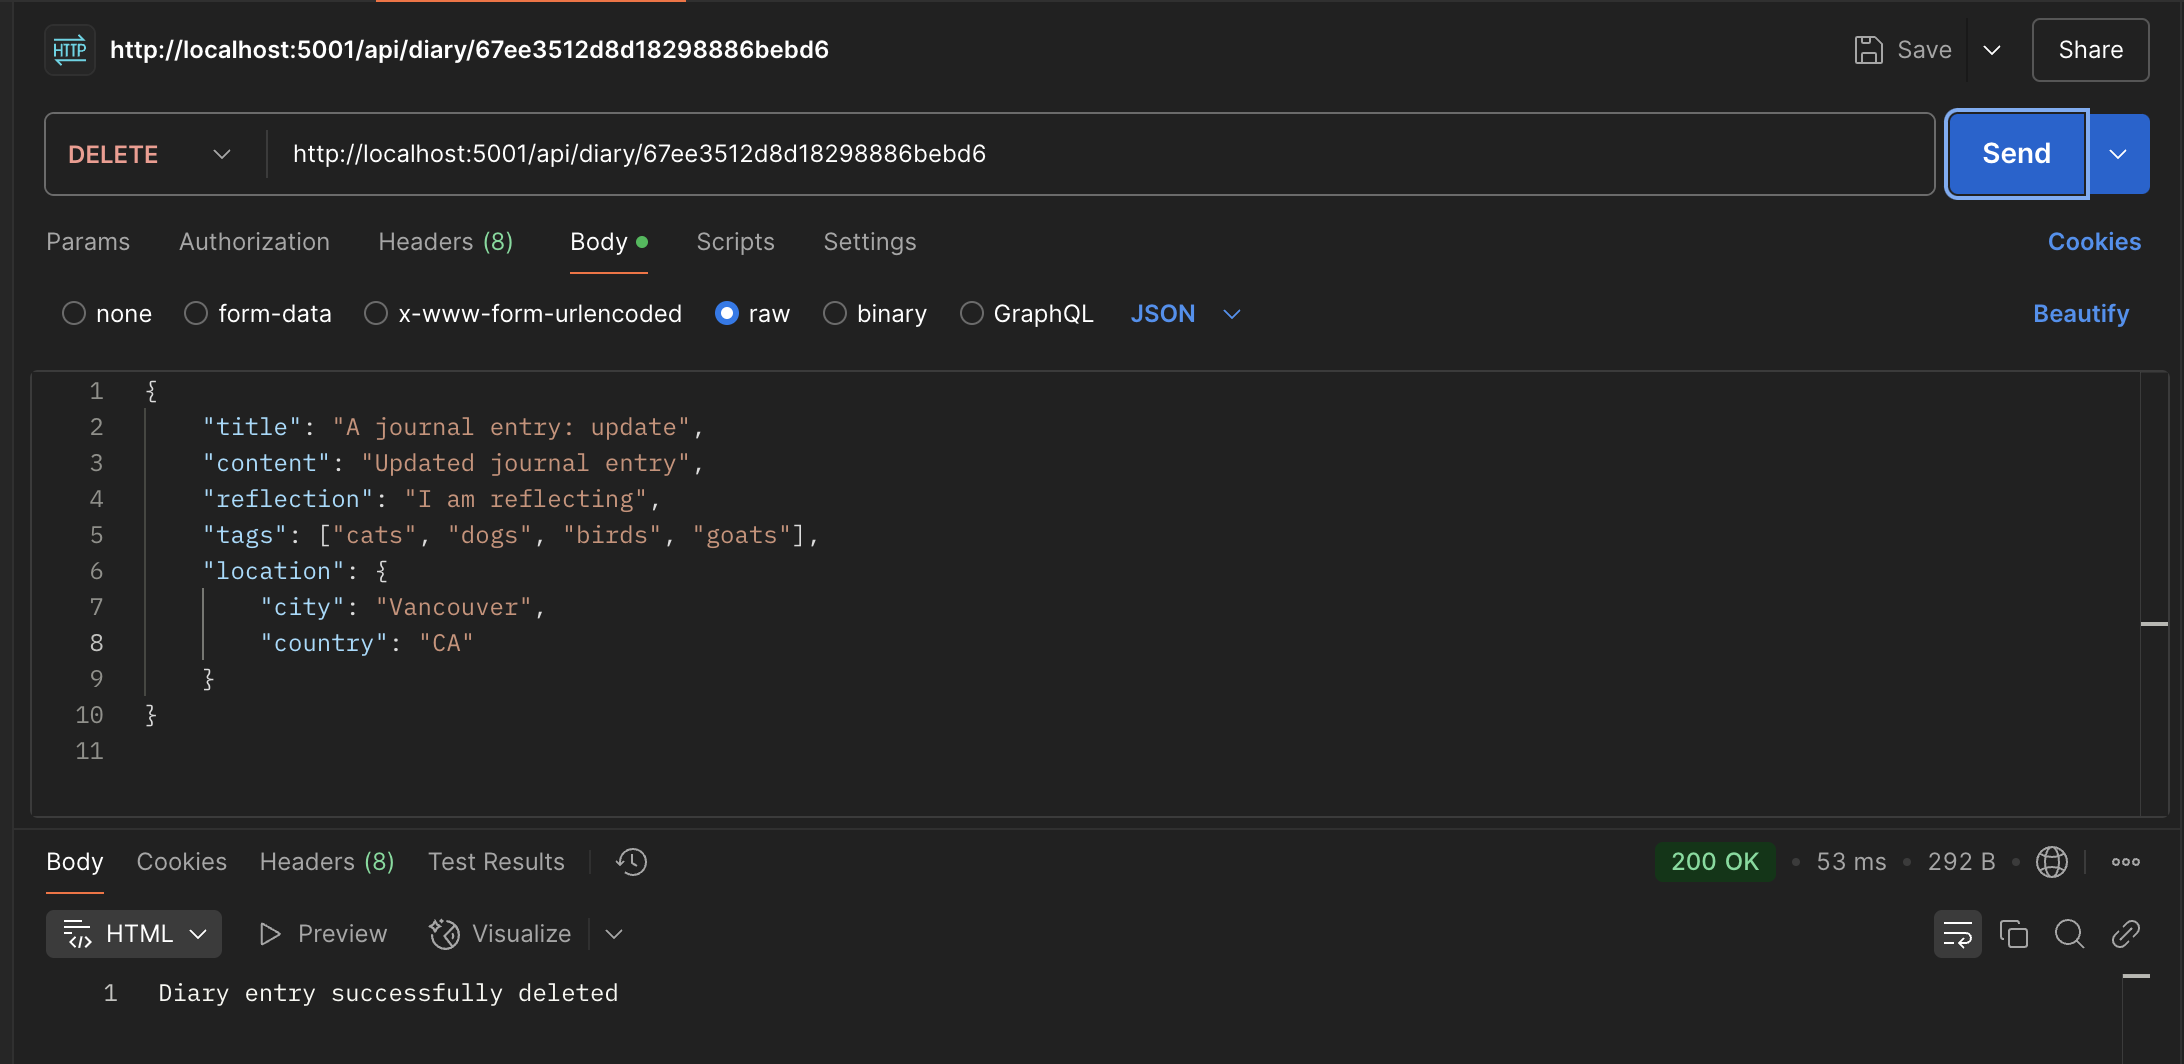 HTTP http://localhost:5001/api/diary/67ee3512d8d18298886bebd6 Save Share
DELETE http://localhost:5001/api/diary/67ee3512d8d18298886bebd6 Send
Params Authorization Headers (8) Body Scripts Settings Cookies
none form-data x-www-form-urlencoded raw binary GraphQL JSON Beautify
1 {
2 "title": "A journal entry: update",
3 "content": "Updated journal entry",
4 "reflection": "I am reflecting",
5 "tags": ["cats", "dogs", "birds", "goats"],
6 "location": {
7 "city": "Vancouver",
8 "country": "CA"
9 }
10 }
11
Body Cookies Headers (8) Test Results 200 OK • 53 ms • 292 B •
HTML Preview Visualize
1 Diary entry successfully deleted